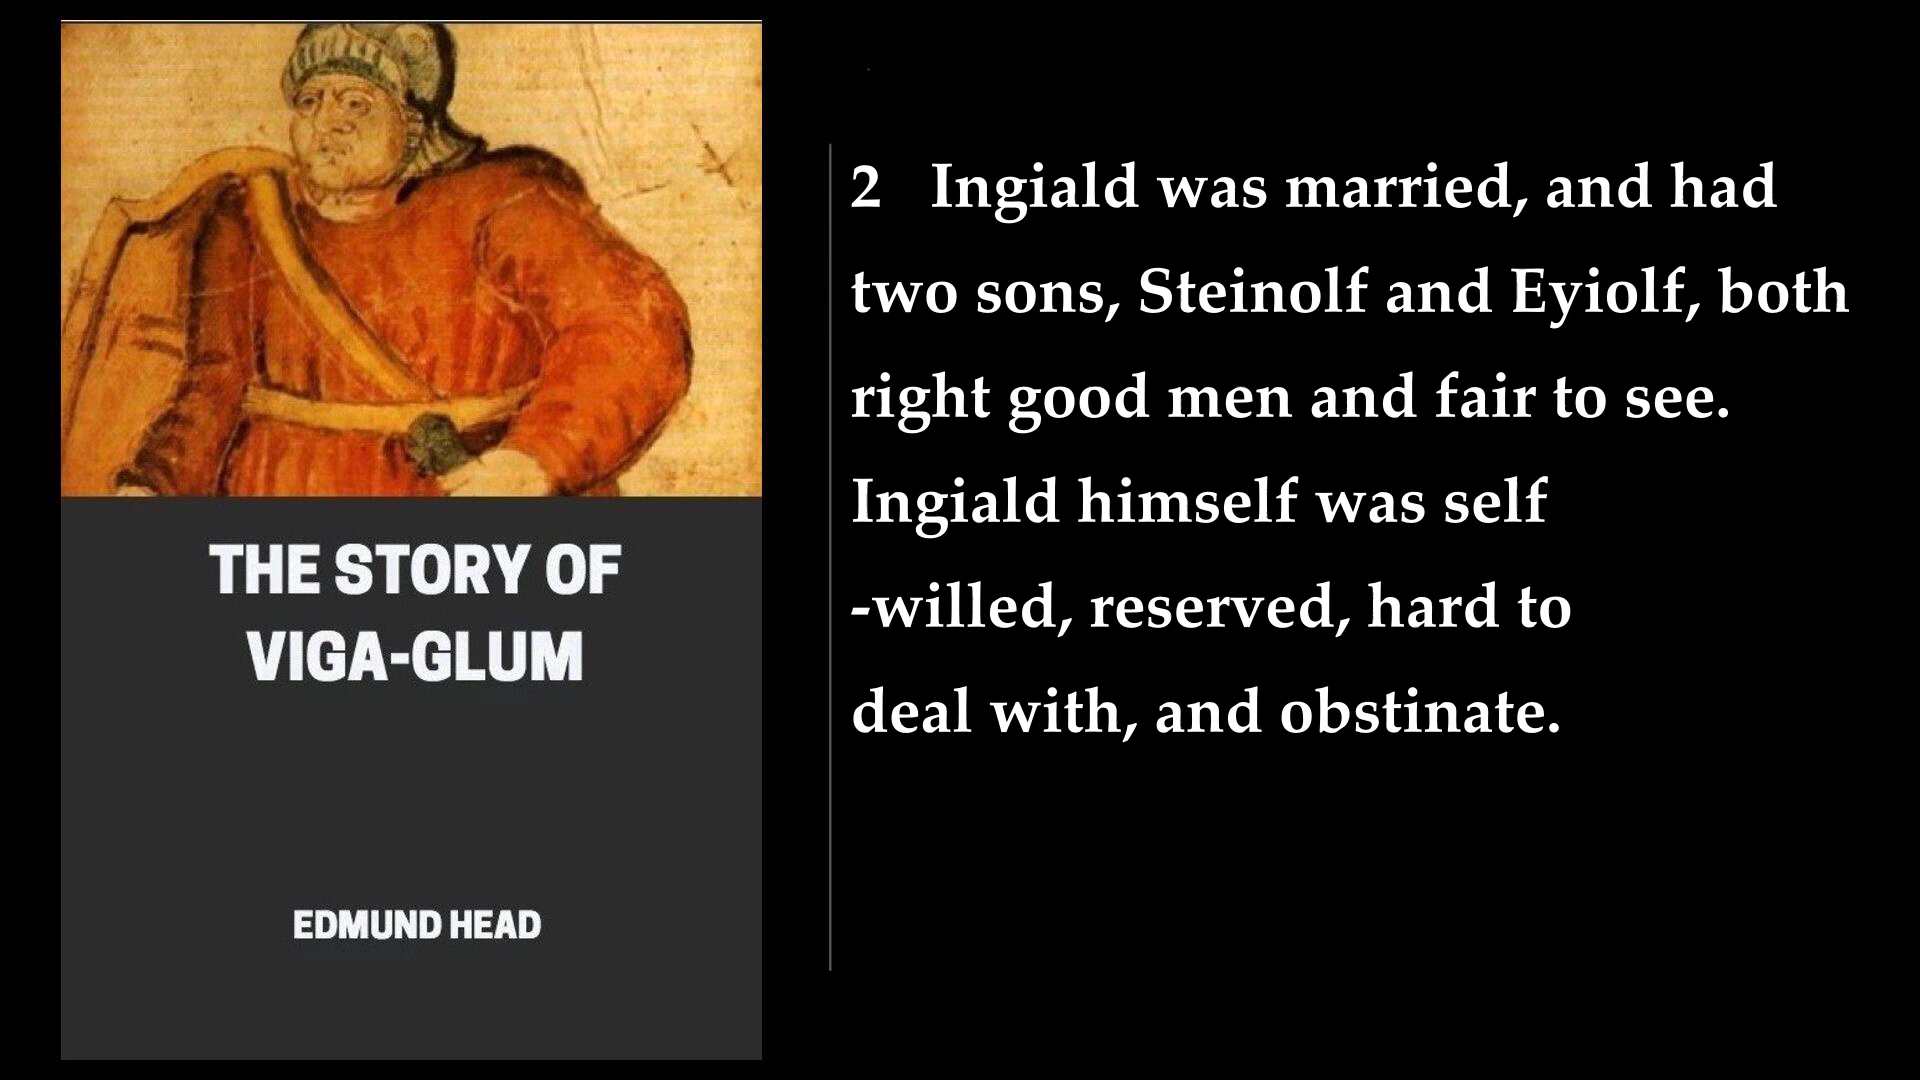 THE STORY OF
VIGA-GLUM
EDMUND HEAD
2 Ingiald was married, and had
two sons, Steinolf and Eyiolf, both
right good men and fair to see.
Ingiald himself was self
-willed, reserved, hard to
deal with, and obstinate.